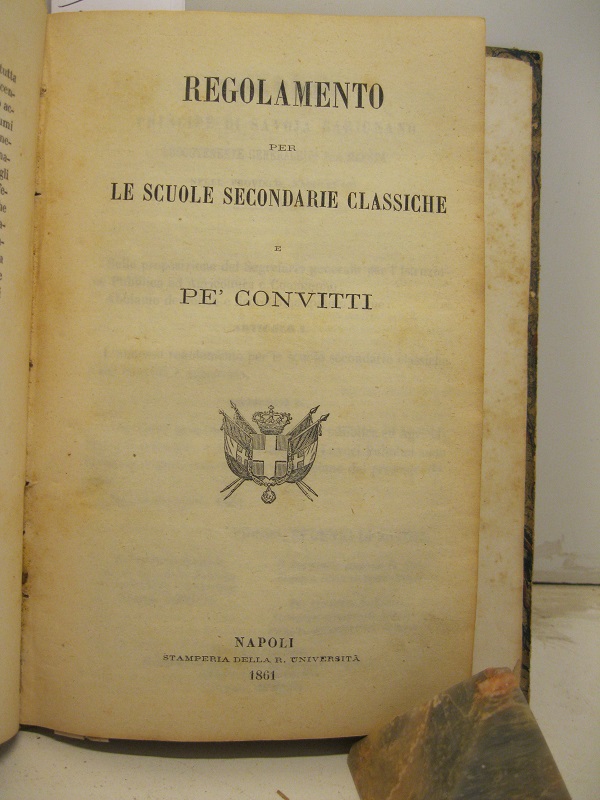 REGOLAMENTO
PER
LE SCUOLE SECONDARIE CLASSICHE
E
PE' CONVITTI
NAPOLI
STAMPERIA DELLA R. UNIVERSITÀ
1861